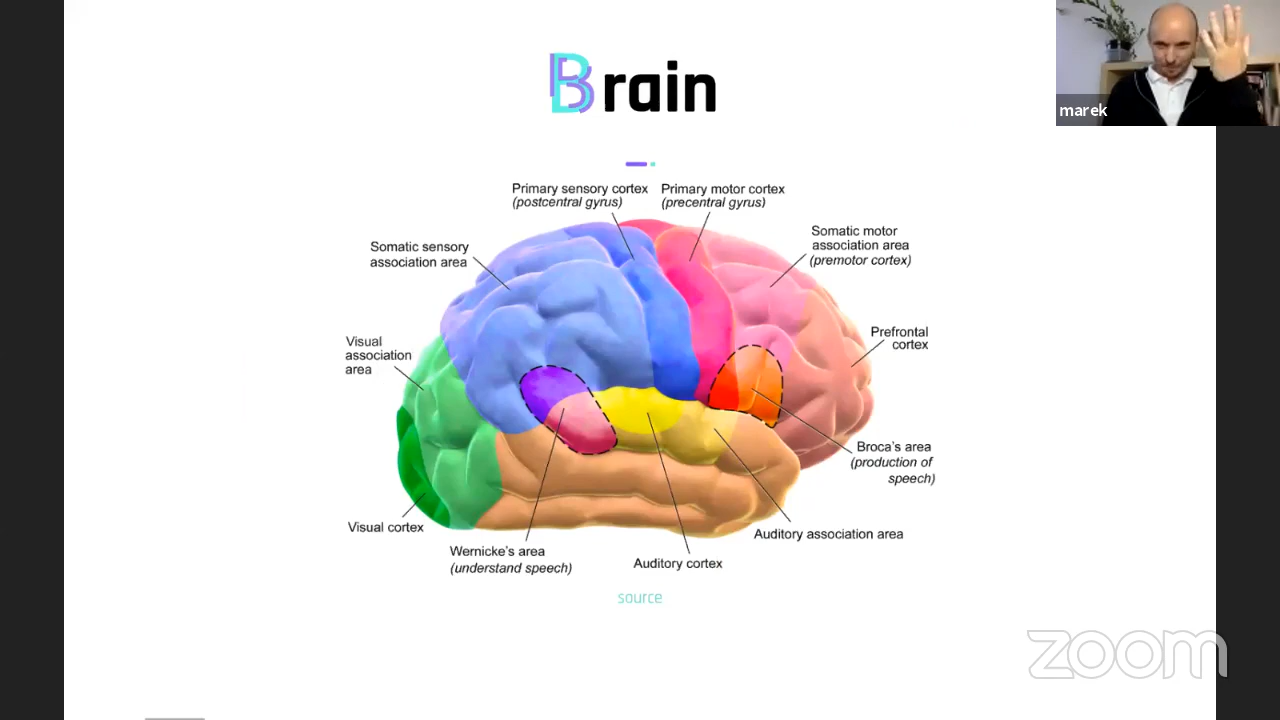 Brain
marek
Primary sensory cortex
(postcentral gyrus)
Primary motor cortex
(precentral gyrus)
Somatic sensory
association area
Somatic motor
association area
(premotor cortex)
Visual
association
area
Prefrontal
cortex
Broca's area
(production of
speech)
Visual cortex
Wernicke's area
(understand speech)
Auditory cortex
Auditory association area
source
zoom